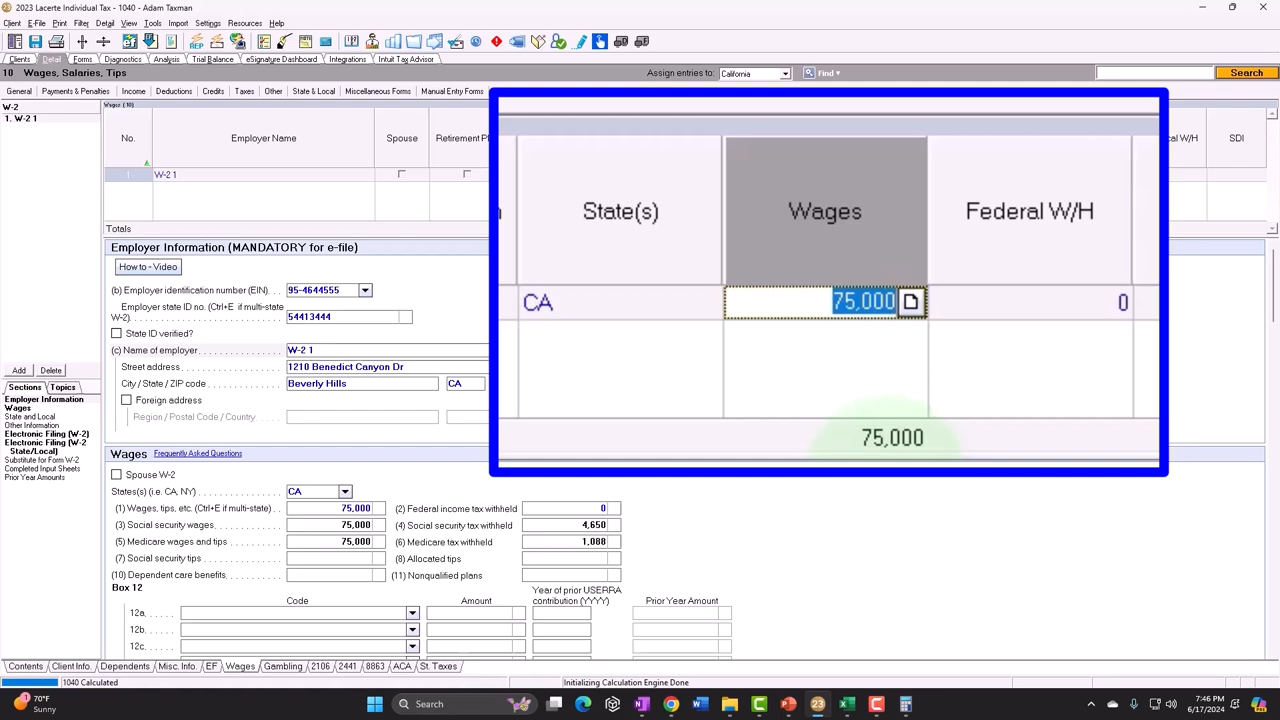 2023 Lacerte Individual Tax - 1040 - Adam Taxman
Client E-File Print Filter Detail View Tools Import Settings Resources Help
Clients Detail Forms Diagnostics Analysis Trial Balance eSignature Dashboard Integrations Intuit Tax Advisor
10 Wages, Salaries, Tips Assign entries to: California Find Search
General Payments & Penalties Income Deductions Credits Taxes Other State & Local Miscellaneous Forms Manual Entry Forms
W-2
1. W-2 1
Wages (10)
No. Employer Name Spouse Retirement Pl SDI
1 W-2 1
Totals
State(s) Wages Federal W/H
CA 75,000 0
75,000
Employer Information (MANDATORY for e-file)
How to - Video
(b) Employer identification number (EIN) 95-4644555
Employer state ID no. (Ctrl+E if multi-state
W-2) 54413444
State ID verified?
(c) Name of employer W-2 1
Street address 1210 Benedict Canyon Dr
City / State / ZIP code Beverly Hills CA
Foreign address
Region / Postal Code / Country
Add Delete
Sections Topics
Employer Information
Wages
State and Local
Other Information
Electronic Filing (W-2)
Electronic Filing (W-2
State/Local)
Substitute for Form W-2
Completed Input Sheets
Prior Year Amounts
Wages Frequently Asked Questions
Spouse W-2
States(s) (i.e. CA, NY) CA
(1) Wages, tips, etc. (Ctrl+E if multi-state) 75,000 (2) Federal income tax withheld 0
(3) Social security wages 75,000 (4) Social security tax withheld 4,650
(5) Medicare wages and tips 75,000 (6) Medicare tax withheld 1,088
(7) Social security tips (8) Allocated tips
(10) Dependent care benefits (11) Nonqualified plans
Box 12
Code Amount Year of prior USERRA
contribution (YYYY) Prior Year Amount
12a
12b
12c
Contents Client Info. Dependents Misc. Info. EF Wages Gambling 2106 2441 8863 ACA St. Taxes
1040 Calculated Initializing Calculation Engine Done
70°F
Sunny
Search
7:46 PM
6/17/2024